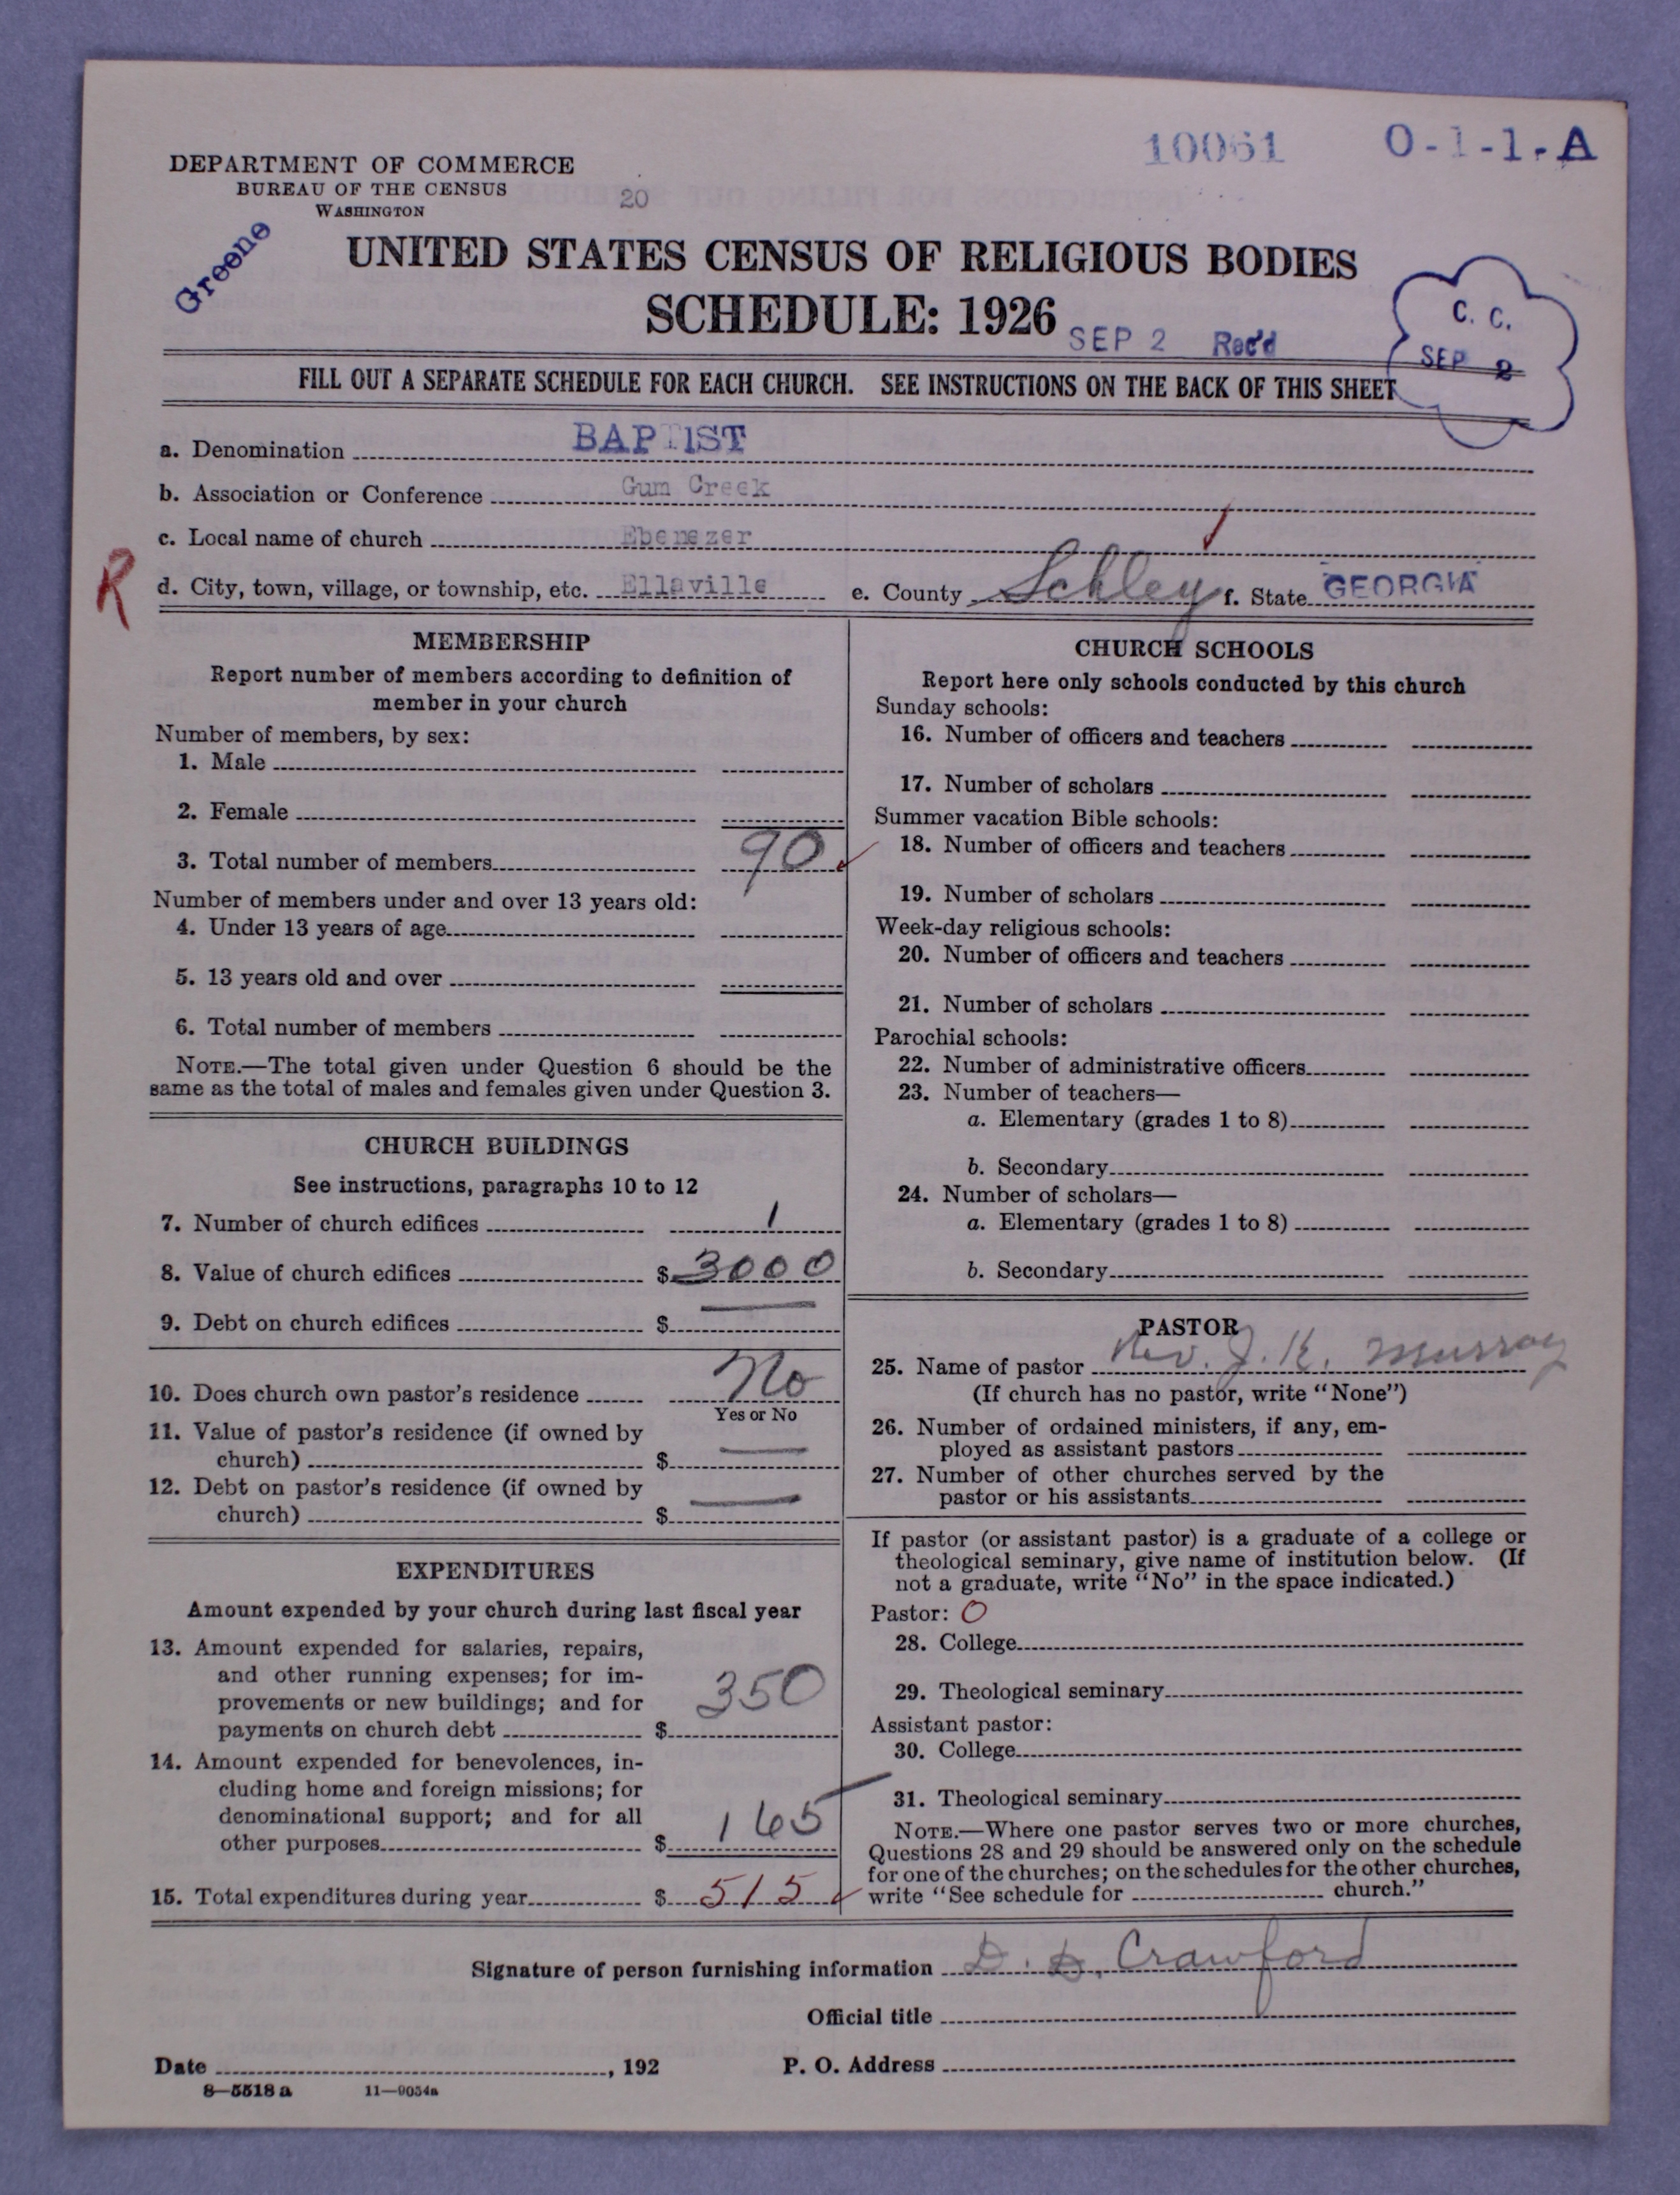 10061 O-1-1-A
DEPARTMENT OF COMMERCE
BUREAU OF THE CENSUS
WASHINGTON
20
Greene
UNITED STATES CENSUS OF RELIGIOUS BODIES
SCHEDULE: 1926
SEP 2 Rec'd
C. C.
SEP 2
FILL OUT A SEPARATE SCHEDULE FOR EACH CHURCH. SEE INSTRUCTIONS ON THE BACK OF THIS SHEET
a. Denomination BAPTIST
b. Association or Conference Gum Creek
c. Local name of church Ebenezer
R
d. City, town, village, or township, etc. Ellaville e. County Schley f. State GEORGIA
MEMBERSHIP
Report number of members according to definition of
member in your church
Number of members, by sex:
1. Male
2. Female
3. Total number of members 90
Number of members under and over 13 years old:
4. Under 13 years of age
5. 13 years old and over
6. Total number of members
NOTE.—The total given under Question 6 should be the
same as the total of males and females given under Question 3.
CHURCH BUILDINGS
See instructions, paragraphs 10 to 12
7. Number of church edifices 1
8. Value of church edifices $ 3000
9. Debt on church edifices $ —
10. Does church own pastor's residence No
Yes or No
11. Value of pastor's residence (if owned by
church) $ —
12. Debt on pastor's residence (if owned by
church) $ —
EXPENDITURES
Amount expended by your church during last fiscal year
13. Amount expended for salaries, repairs,
and other running expenses; for im-
provements or new buildings; and for
payments on church debt $ 350
14. Amount expended for benevolences, in-
cluding home and foreign missions; for
denominational support; and for all
other purposes $ 165
15. Total expenditures during year $ 515
CHURCH SCHOOLS
Report here only schools conducted by this church
Sunday schools:
16. Number of officers and teachers
17. Number of scholars
Summer vacation Bible schools:
18. Number of officers and teachers
19. Number of scholars
Week-day religious schools:
20. Number of officers and teachers
21. Number of scholars
Parochial schools:
22. Number of administrative officers
23. Number of teachers—
a. Elementary (grades 1 to 8)
b. Secondary
24. Number of scholars—
a. Elementary (grades 1 to 8)
b. Secondary
PASTOR
25. Name of pastor Rev. J. K. Murray
(If church has no pastor, write "None")
26. Number of ordained ministers, if any, em-
ployed as assistant pastors
27. Number of other churches served by the
pastor or his assistants
If pastor (or assistant pastor) is a graduate of a college or
theological seminary, give name of institution below. (If
not a graduate, write "No" in the space indicated.)
Pastor: O
28. College
29. Theological seminary
Assistant pastor:
30. College
31. Theological seminary
NOTE.—Where one pastor serves two or more churches,
Questions 28 and 29 should be answered only on the schedule
for one of the churches; on the schedules for the other churches,
write "See schedule for church."
Signature of person furnishing information D. D. Crawford
Official title
Date , 192 P. O. Address
8—5518 a 11—9054a